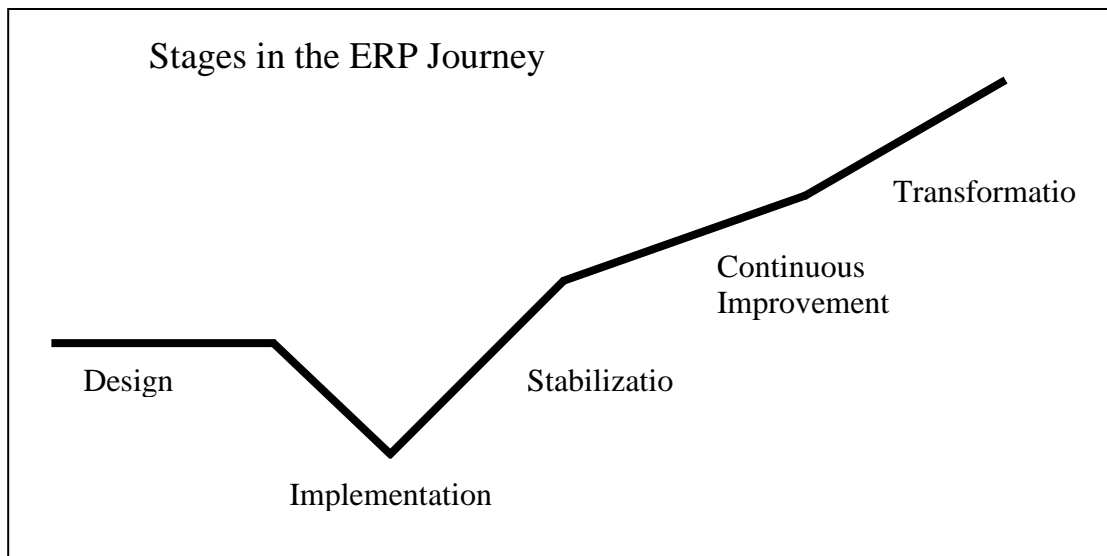 Stages in the ERP Journey
Transformatio
Continuous
Improvement
Design
Stabilizatio
Implementation